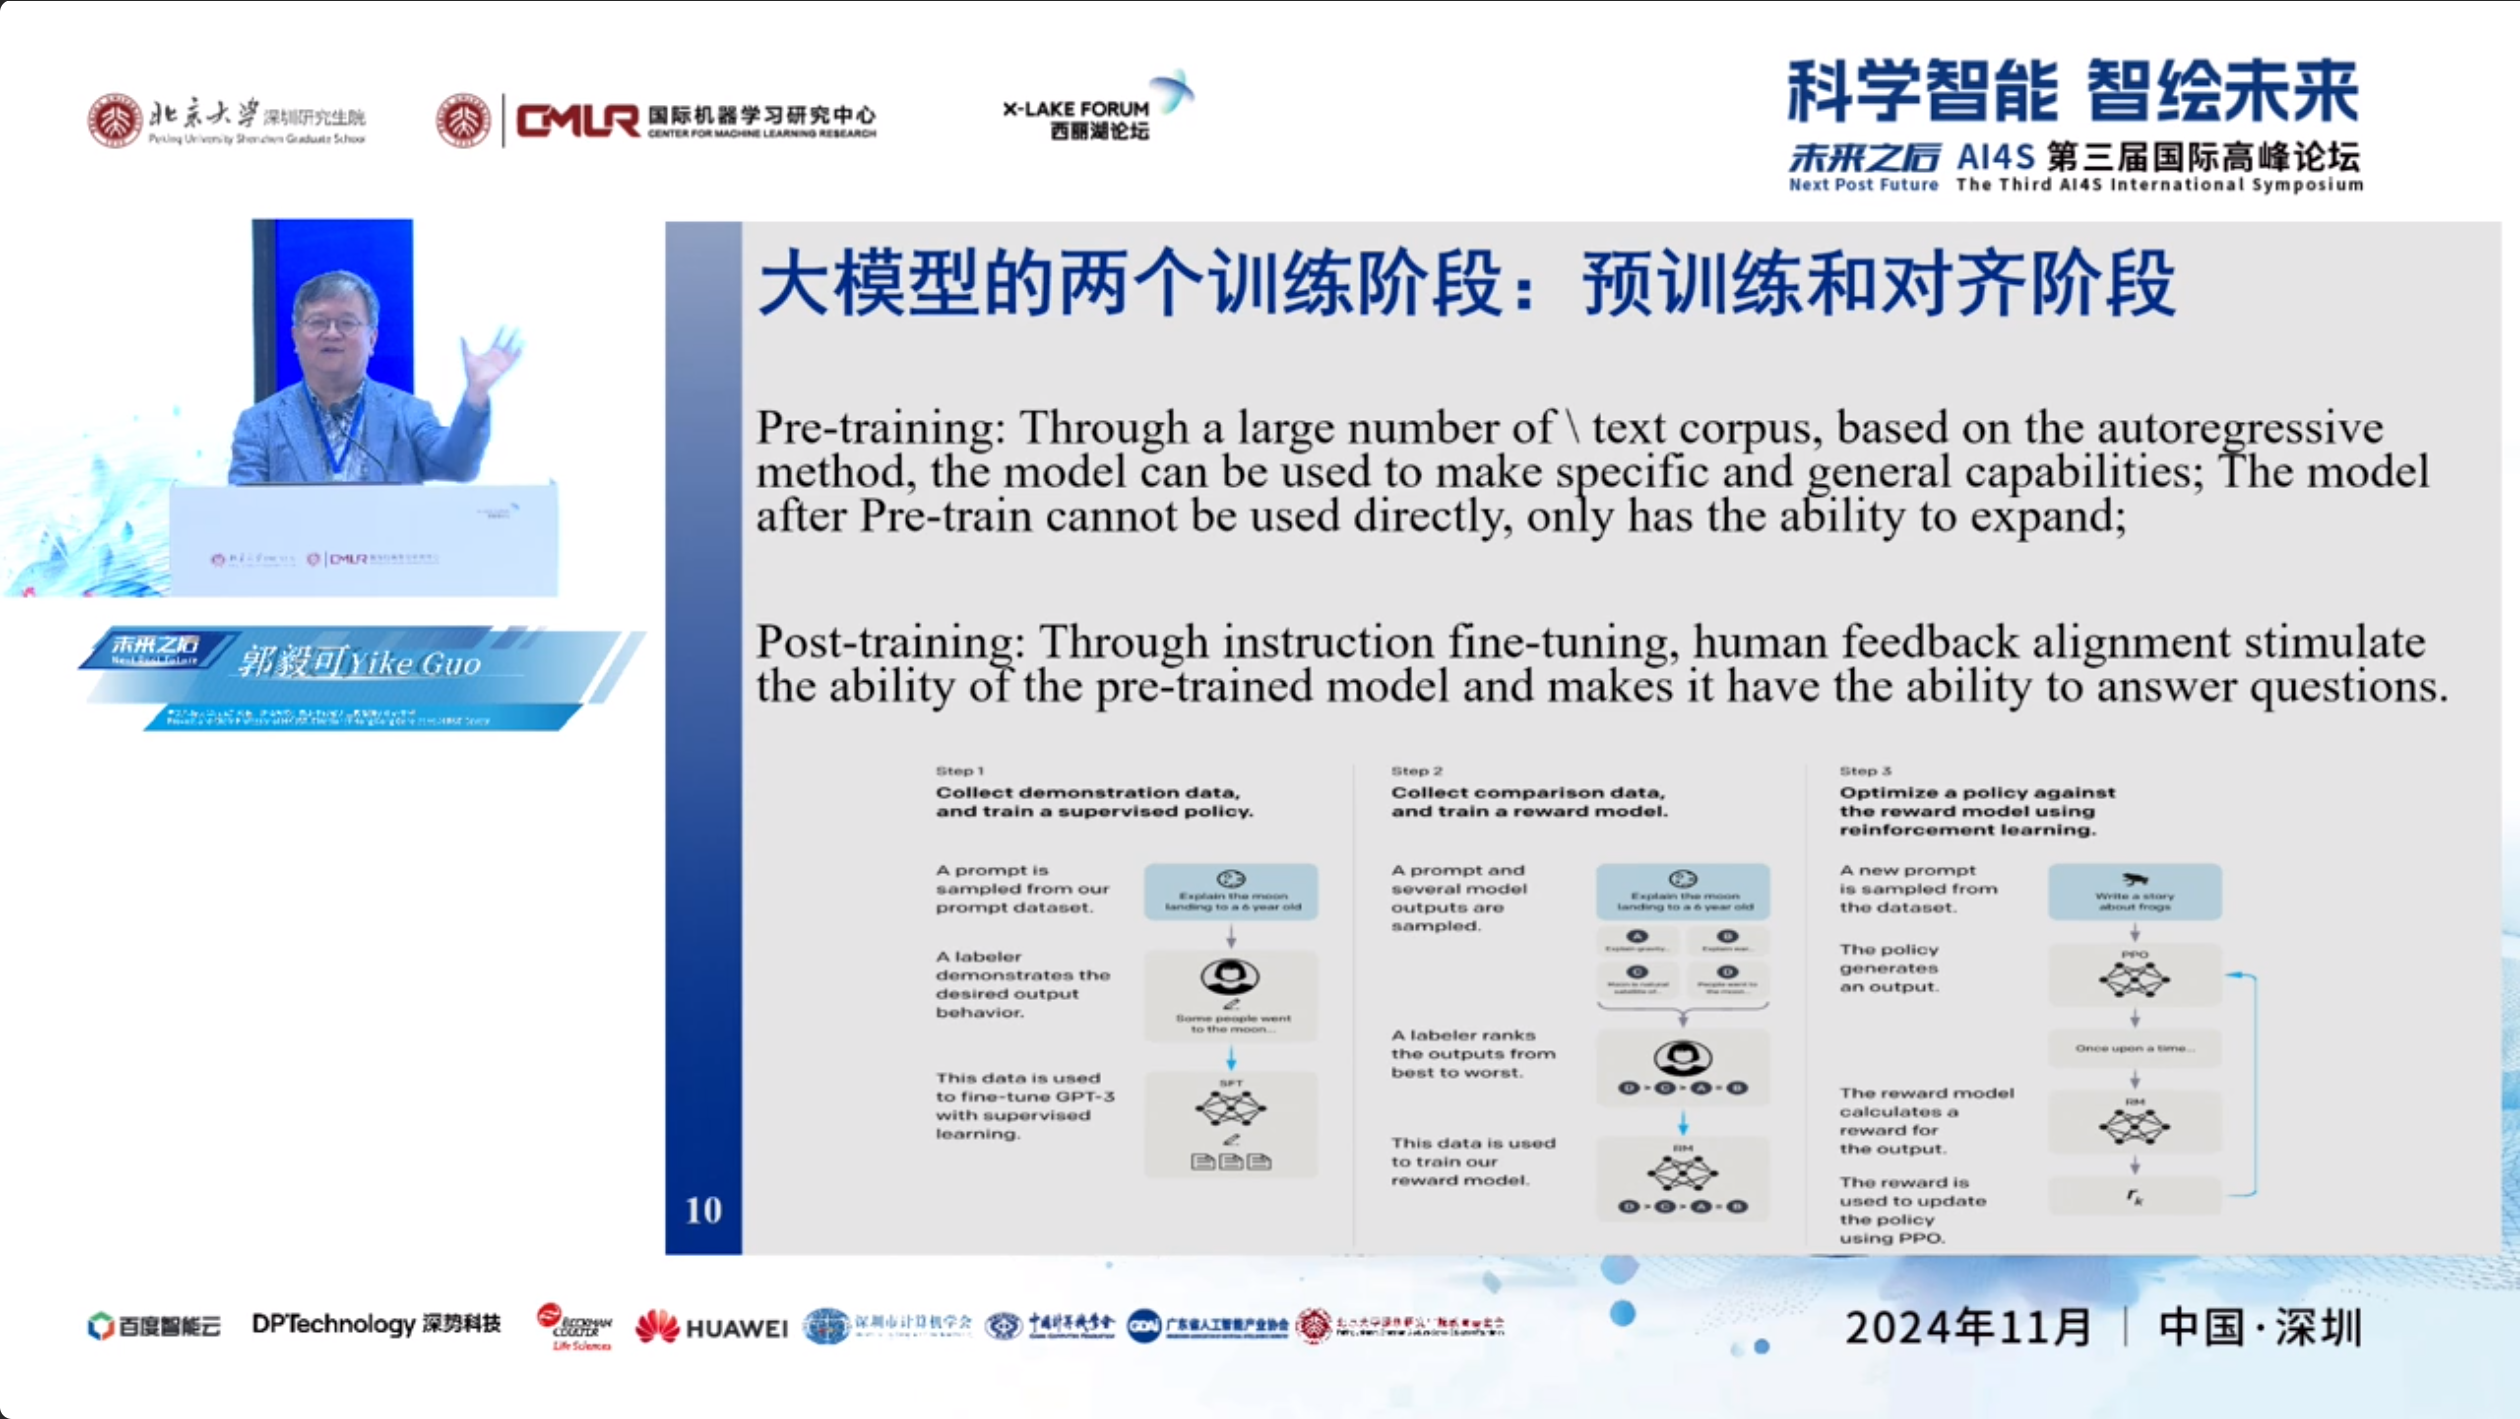 北京大学 深圳研究生院
Peking University Shenzhen Graduate School
CMLR 国际机器学习研究中心
CENTER FOR MACHINE LEARNING RESEARCH
X-LAKE FORUM
西丽湖论坛
科学智能 智绘未来
未来之后 AI4S 第三届国际高峰论坛
Next Post Future The Third AI4S International Symposium
CMLR
未来之后
Next Post Future
郭毅可Yike Guo
大模型的两个训练阶段：预训练和对齐阶段
Pre-training: Through a large number of \ text corpus, based on the autoregressive
method, the model can be used to make specific and general capabilities; The model
after Pre-train cannot be used directly, only has the ability to expand;
Post-training: Through instruction fine-tuning, human feedback alignment stimulate
the ability of the pre-trained model and makes it have the ability to answer questions.
Step 1
Collect demonstration data,
and train a supervised policy.
A prompt is
sampled from our
prompt dataset.
Explain the moon
landing to a 6 year old
A labeler
demonstrates the
desired output
behavior.
Some people went
to the moon...
This data is used
to fine-tune GPT-3
with supervised
learning.
SFT
Step 2
Collect comparison data,
and train a reward model.
A prompt and
several model
outputs are
sampled.
Explain the moon
landing to a 6 year old
A
Explain gravity...
B
Explain war...
C
Moon is natural
satellite of...
D
People went to
the moon...
A labeler ranks
the outputs from
best to worst.
D > C > A = B
This data is used
to train our
reward model.
RM
D > C > A = B
Step 3
Optimize a policy against
the reward model using
reinforcement learning.
A new prompt
is sampled from
the dataset.
Write a story
about frogs
The policy
generates
an output.
PPO
Once upon a time...
The reward model
calculates a
reward for
the output.
RM
The reward is
used to update
the policy
using PPO.
rk
10
百度智能云
DPTechnology 深势科技
BECKMAN
COULTER
Life Sciences
HUAWEI
深圳市计算机学会
中国计算机学会
广东省人工智能产业协会
2024年11月 | 中国·深圳